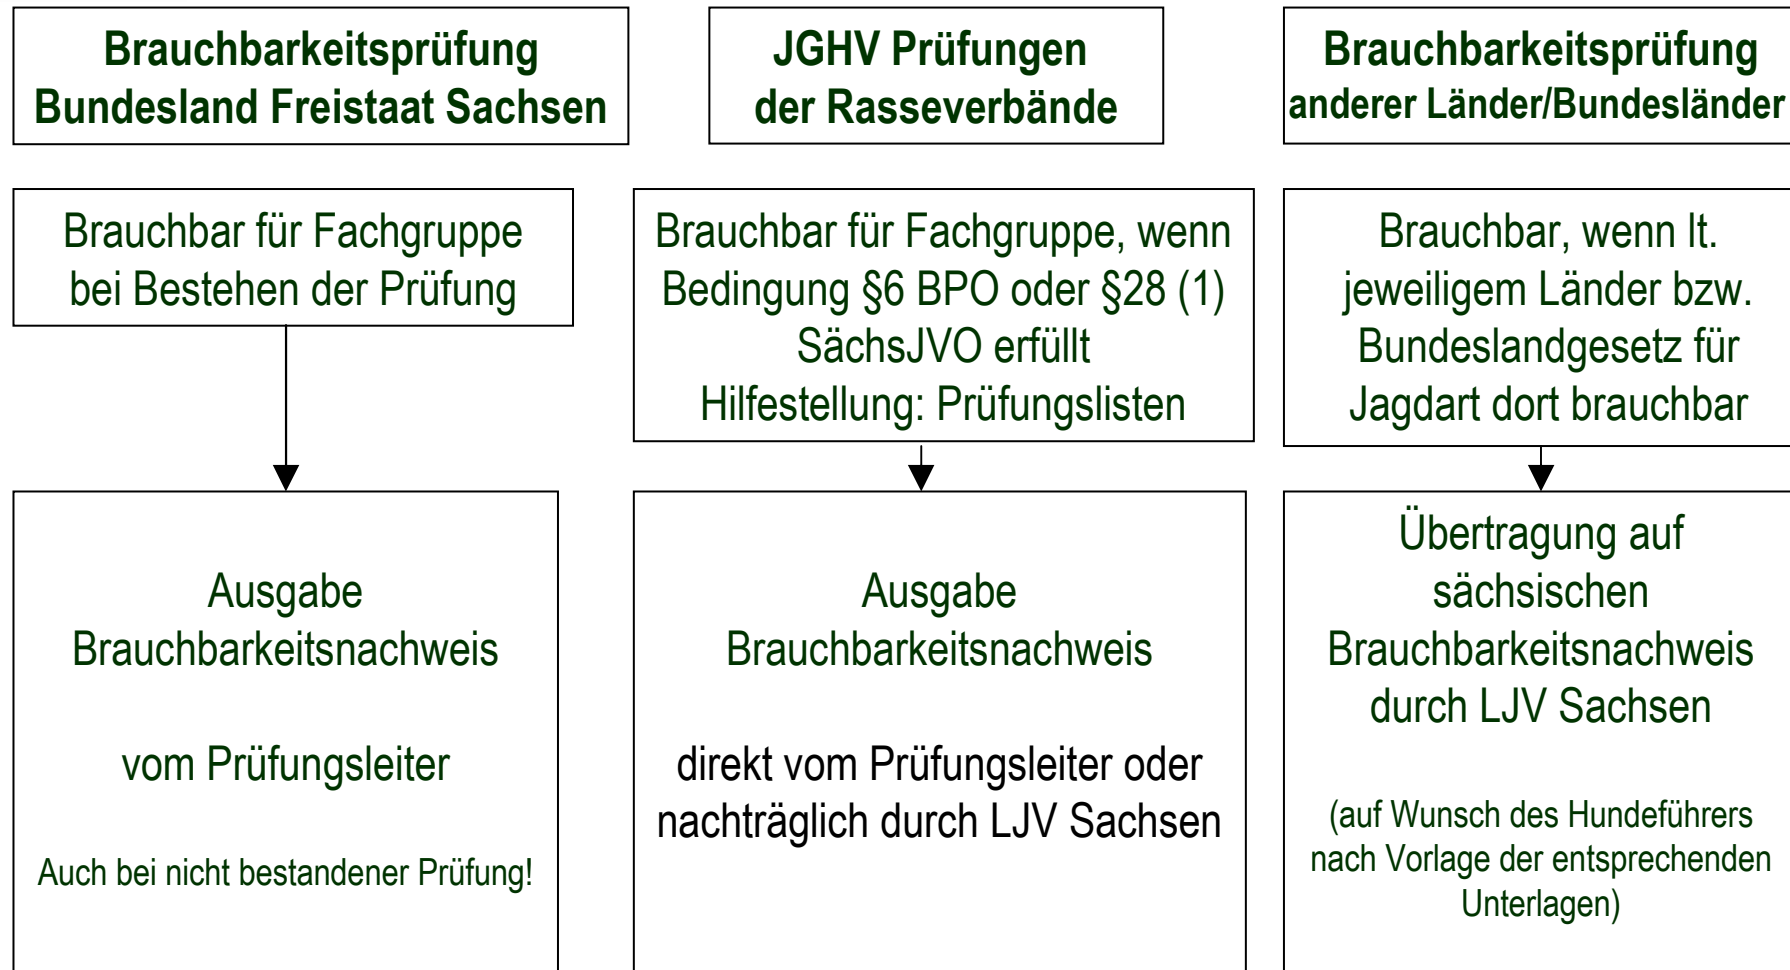 Brauchbarkeitsprüfung
Bundesland Freistaat Sachsen
JGHV Prüfungen
der Rasseverbände
Brauchbarkeitsprüfung
anderer Länder/Bundesländer
Brauchbar für Fachgruppe
bei Bestehen der Prüfung
Brauchbar für Fachgruppe, wenn
Bedingung §6 BPO oder §28 (1)
SächsJVO erfüllt
Hilfestellung: Prüfungslisten
Brauchbar, wenn lt.
jeweiligem Länder bzw.
Bundeslandgesetz für
Jagdart dort brauchbar
Ausgabe
Brauchbarkeitsnachweis
vom Prüfungsleiter
Auch bei nicht bestandener Prüfung!
Ausgabe
Brauchbarkeitsnachweis
direkt vom Prüfungsleiter oder
nachträglich durch LJV Sachsen
Übertragung auf
sächsischen
Brauchbarkeitsnachweis
durch LJV Sachsen
(auf Wunsch des Hundeführers
nach Vorlage der entsprechenden
Unterlagen)